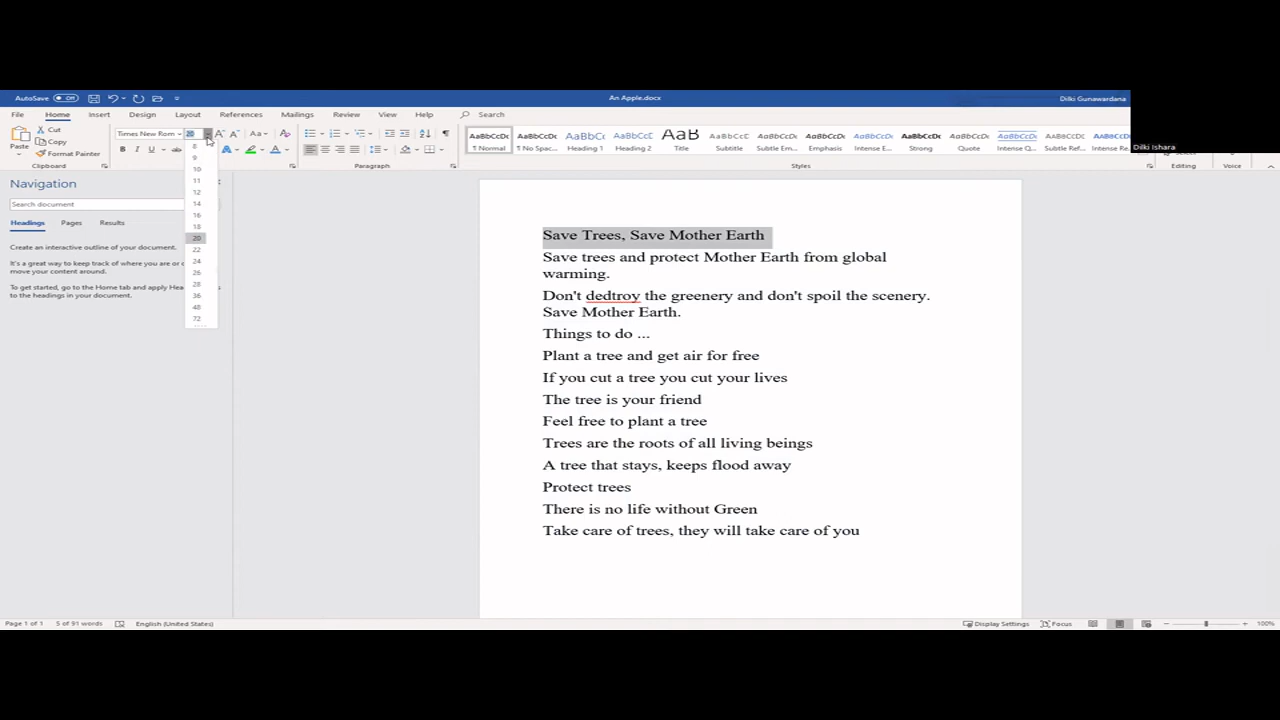 AutoSave Off An Apple.docx Dilki Gunawardana
File Home Insert Design Layout References Mailings Review View Help Search
Paste Cut
Copy
Format Painter
Clipboard
Times New Rom 20
Aa
B I U ab A A
Font
Paragraph
AaBbCcDc AaBbCcDc AaBbC( AaBbCcC AaB AaBbCcD AaBbCcDc AaBbCcDc AaBbCcDc AaBbCcDc AaBbCcDc AaBbCcDc AaBbCcDc
¶ Normal ¶ No Spac... Heading 1 Heading 2 Title Subtitle Subtle Em... Emphasis Intense E... Strong Quote Intense Q... Subtle Ref... Intense Re...
Styles
Dilki Ishara
Editing Voice
8
9
10
11
12
14
16
18
20
22
24
26
28
36
48
72
Navigation
Search document
Headings Pages Results
Create an interactive outline of your document.
It's a great way to keep track of where you are or
move your content around.
To get started, go to the Home tab and apply
to the headings in your document.
Save Trees, Save Mother Earth
Save trees and protect Mother Earth from global
warming.
Don't dedtroy the greenery and don't spoil the scenery.
Save Mother Earth.
Things to do ...
Plant a tree and get air for free
If you cut a tree you cut your lives
The tree is your friend
Feel free to plant a tree
Trees are the roots of all living beings
A tree that stays, keeps flood away
Protect trees
There is no life without Green
Take care of trees, they will take care of you
Page 1 of 1 5 of 91 words English (United States) Display Settings Focus 100%